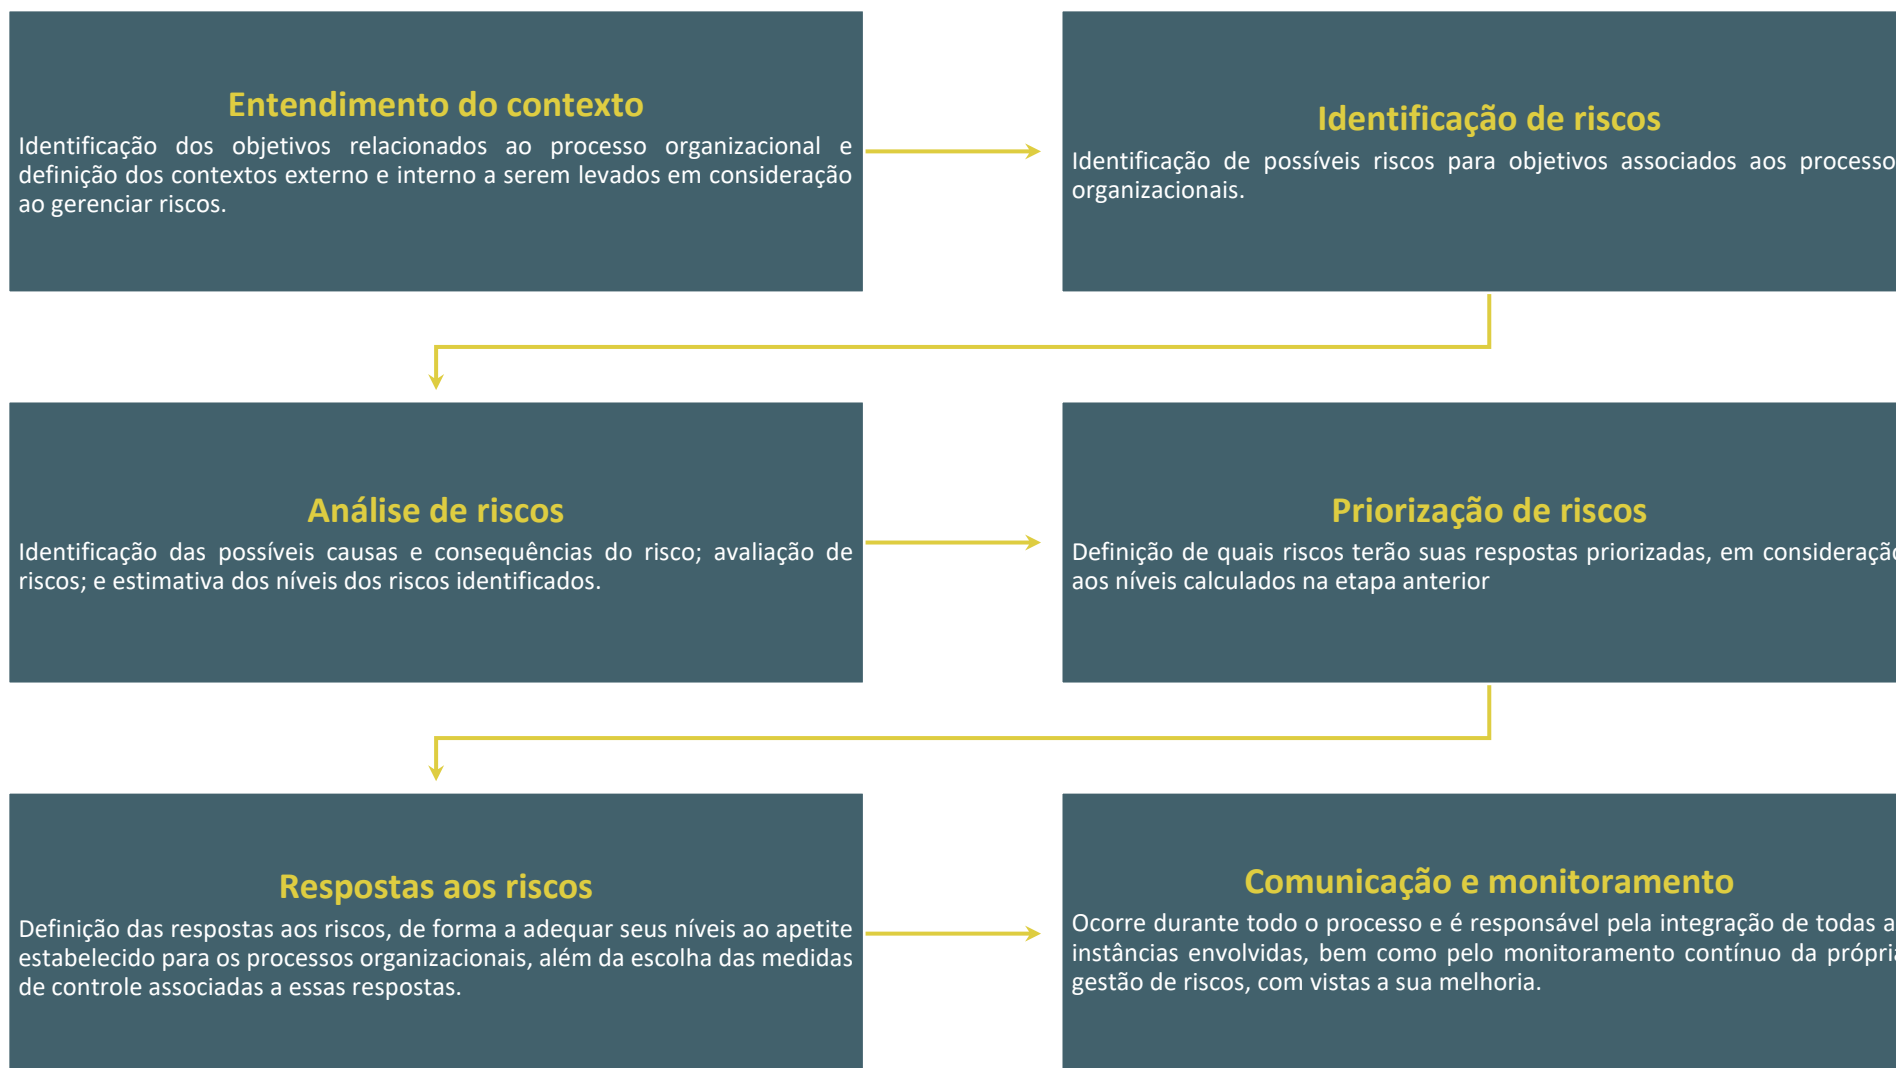 Entendimento do contexto
Identificação dos objetivos relacionados ao processo organizacional e
definição dos contextos externo e interno a serem levados em consideração
ao gerenciar riscos.
Identificação de riscos
Identificação de possíveis riscos para objetivos associados aos processo
organizacionais.
Análise de riscos
Identificação das possíveis causas e consequências do risco; avaliação de
riscos; e estimativa dos níveis dos riscos identificados.
Priorização de riscos
Definição de quais riscos terão suas respostas priorizadas, em consideração
aos níveis calculados na etapa anterior
Respostas aos riscos
Definição das respostas aos riscos, de forma a adequar seus níveis ao apetite
estabelecido para os processos organizacionais, além da escolha das medidas
de controle associadas a essas respostas.
Comunicação e monitoramento
Ocorre durante todo o processo e é responsável pela integração de todas a
instâncias envolvidas, bem como pelo monitoramento contínuo da própria
gestão de riscos, com vistas a sua melhoria.